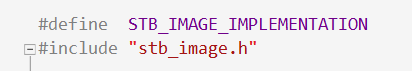 #define  STB_IMAGE_IMPLEMENTATION
#include "stb_image.h"